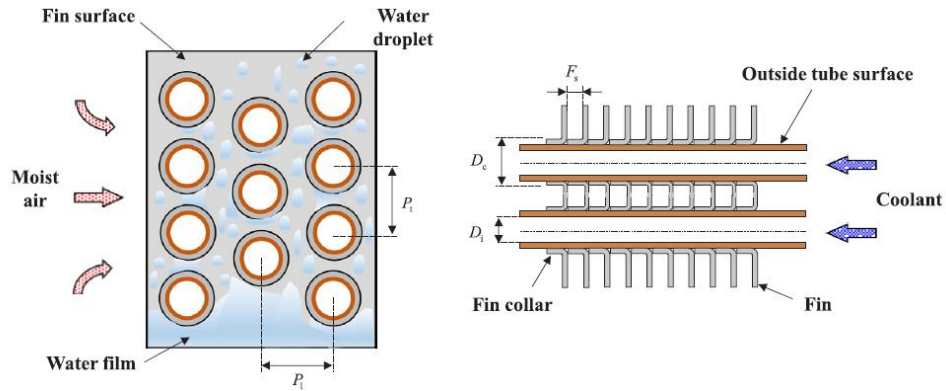 Fin surface
Water
droplet
Moist
air
Pt
Water film
Pl
Fs
Outside tube surface
Dc
Coolant
Di
Fin collar
Fin